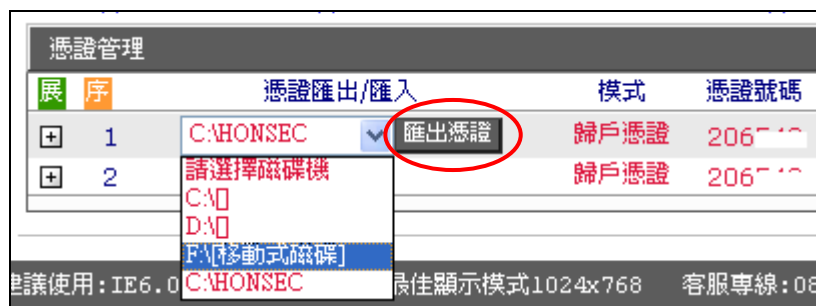 憑證管理
展 序 憑證匯出/匯入 模式 憑證號碼
+ 1 C:\HONSEC 匯出憑證 歸戶憑證 206
+ 2 歸戶憑證 206
請選擇磁碟機
C:\[]
D:\[]
F:\[移動式磁碟]
C:\HONSEC
建議使用:IE6.0 最佳顯示模式1024x768 客服專線:08